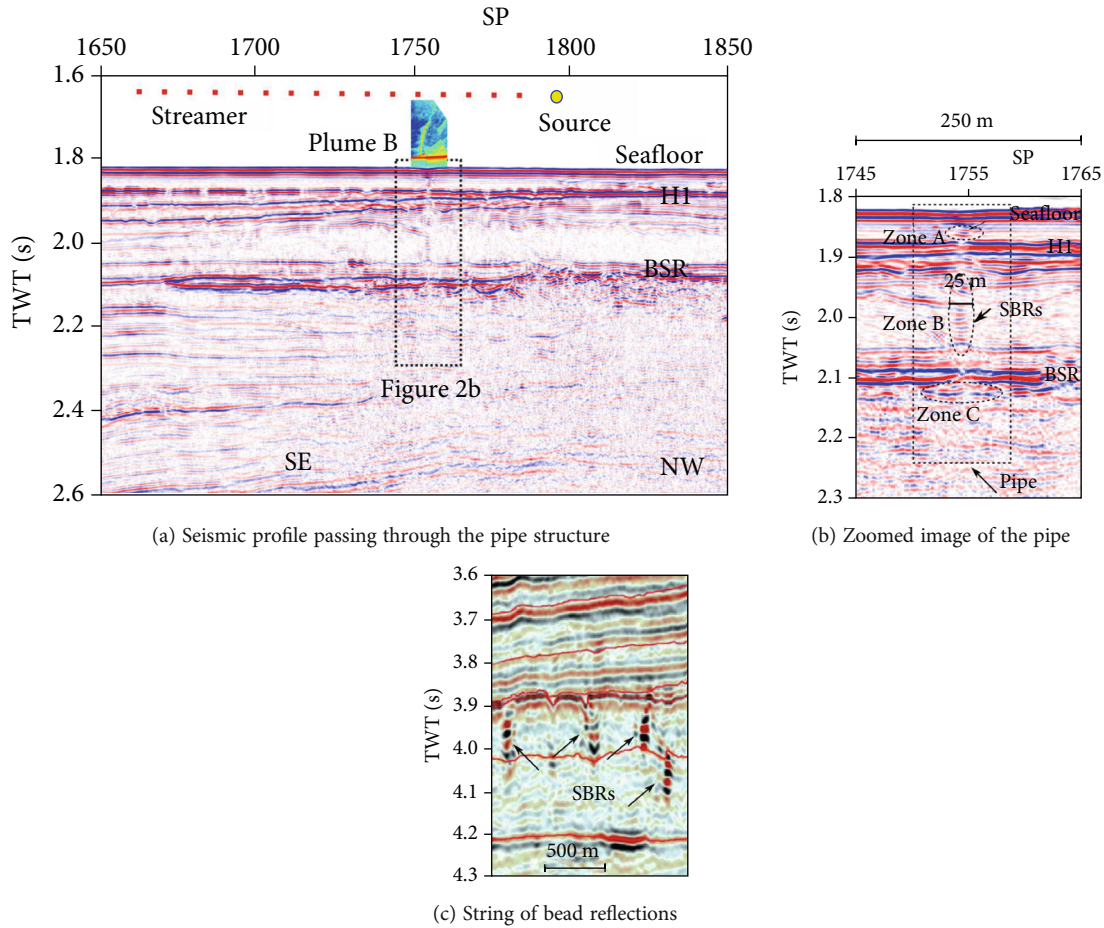 SP
1650 1700 1750 1800 1850
1.6
Streamer
Source
Plume B
1.8
Seafloor
H1
2.0
BSR
TWT (s)
2.2
Figure 2b
2.4
SE
NW
2.6
(a) Seismic profile passing through the pipe structure
250 m
SP
1745 1755 1765
1.8
Seafloor
Zone A
H1
1.9
25 m
SBRs
2.0
Zone B
TWT (s)
BSR
2.1
Zone C
2.2
Pipe
2.3
(b) Zoomed image of the pipe
3.6
3.7
3.8
3.9
TWT (s)
4.0
SBRs
4.1
4.2
500 m
4.3
(c) String of bead reflections